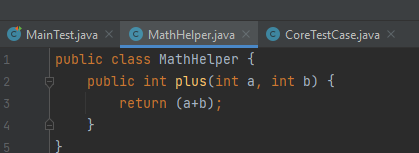 MainTest.java MathHelper.java CoreTestCase.java
1 public class MathHelper {
2     public int plus(int a, int b) {
3         return (a+b);
4     }
5 }